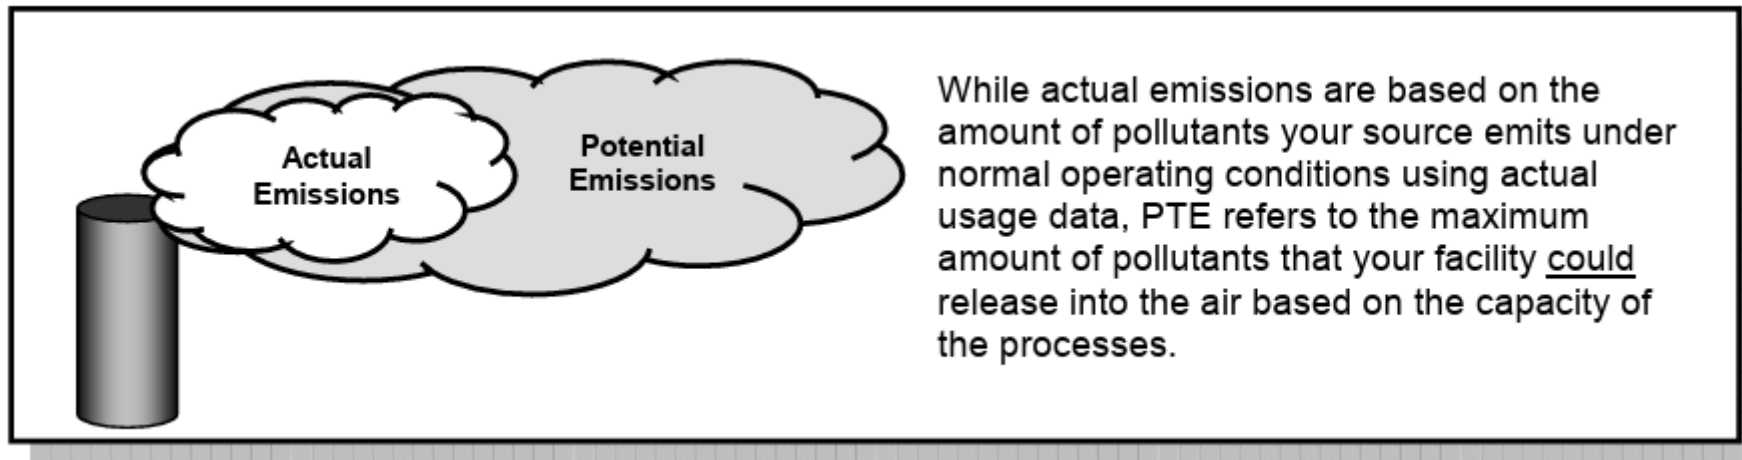 Actual
Emissions
Potential
Emissions
While actual emissions are based on the
amount of pollutants your source emits under
normal operating conditions using actual
usage data, PTE refers to the maximum
amount of pollutants that your facility could
release into the air based on the capacity of
the processes.